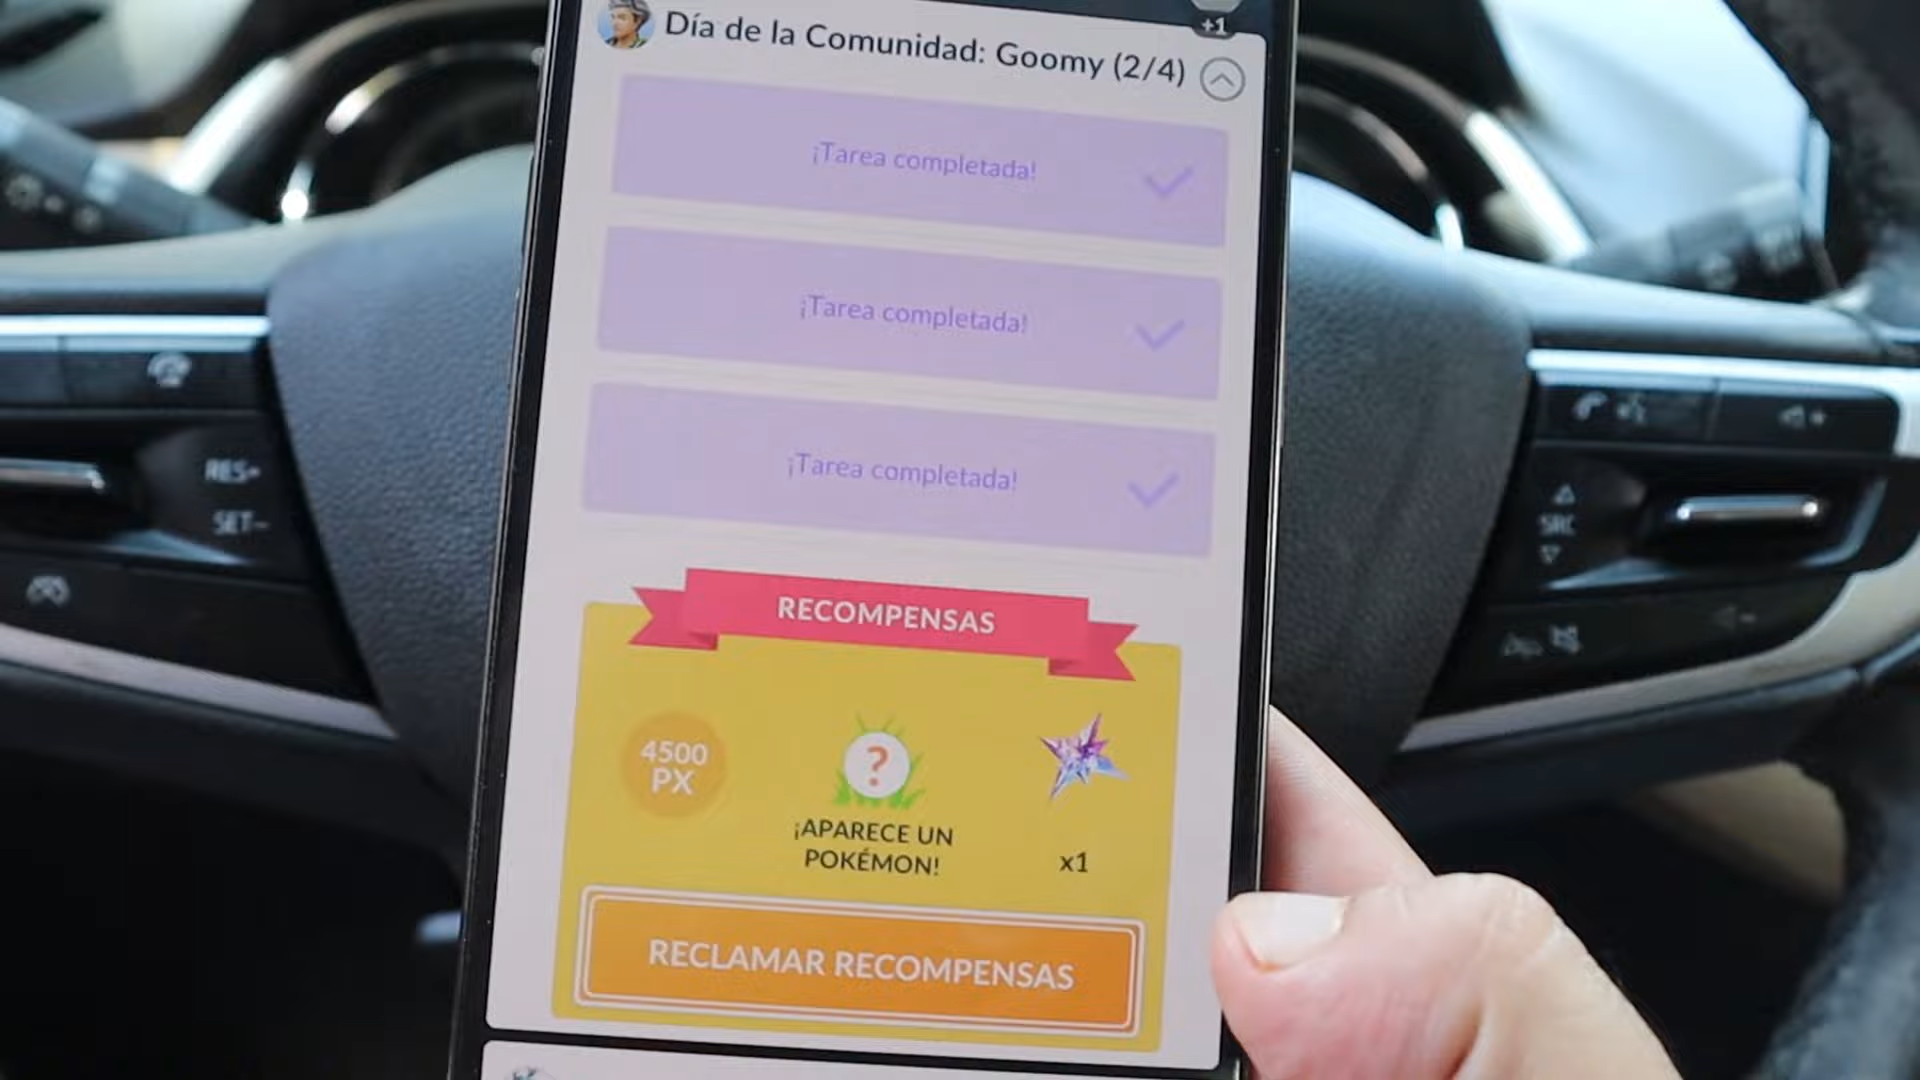 +1
Día de la Comunidad: Goomy (2/4)
¡Tarea completada!
¡Tarea completada!
¡Tarea completada!
RECOMPENSAS
4500
PX
?
¡APARECE UN
POKÉMON!
x1
RECLAMAR RECOMPENSAS
RES+
SET-
SRC